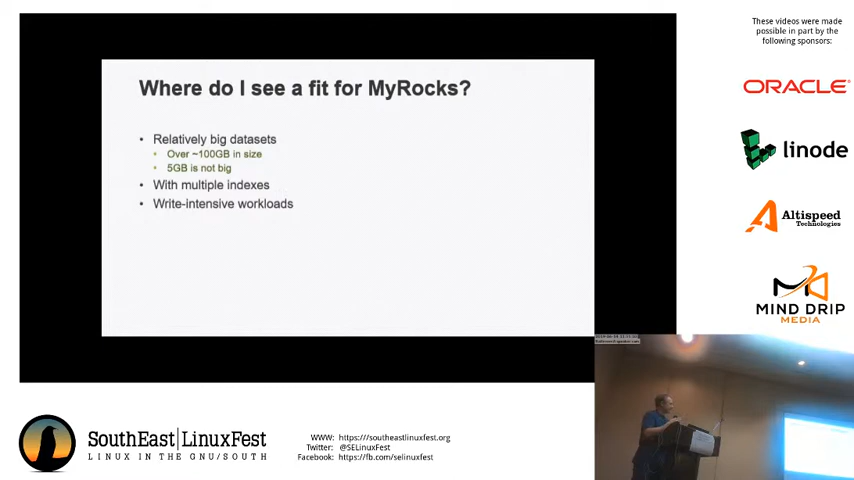 These videos were made
possible in part by the
following sponsors:
Where do I see a fit for MyRocks?
• Relatively big datasets
• Over ~100GB in size
• 5GB is not big
• With multiple indexes
• Write-intensive workloads
ORACLE
linode
Altispeed
Technologies
MIND DRIP
MEDIA
SouthEast|LinuxFest
LINUX IN THE GNU/SOUTH
WWW: https:///southeastlinuxfest.org
Twitter: @SELinuxFest
Facebook: https://fb.com/selinuxfest